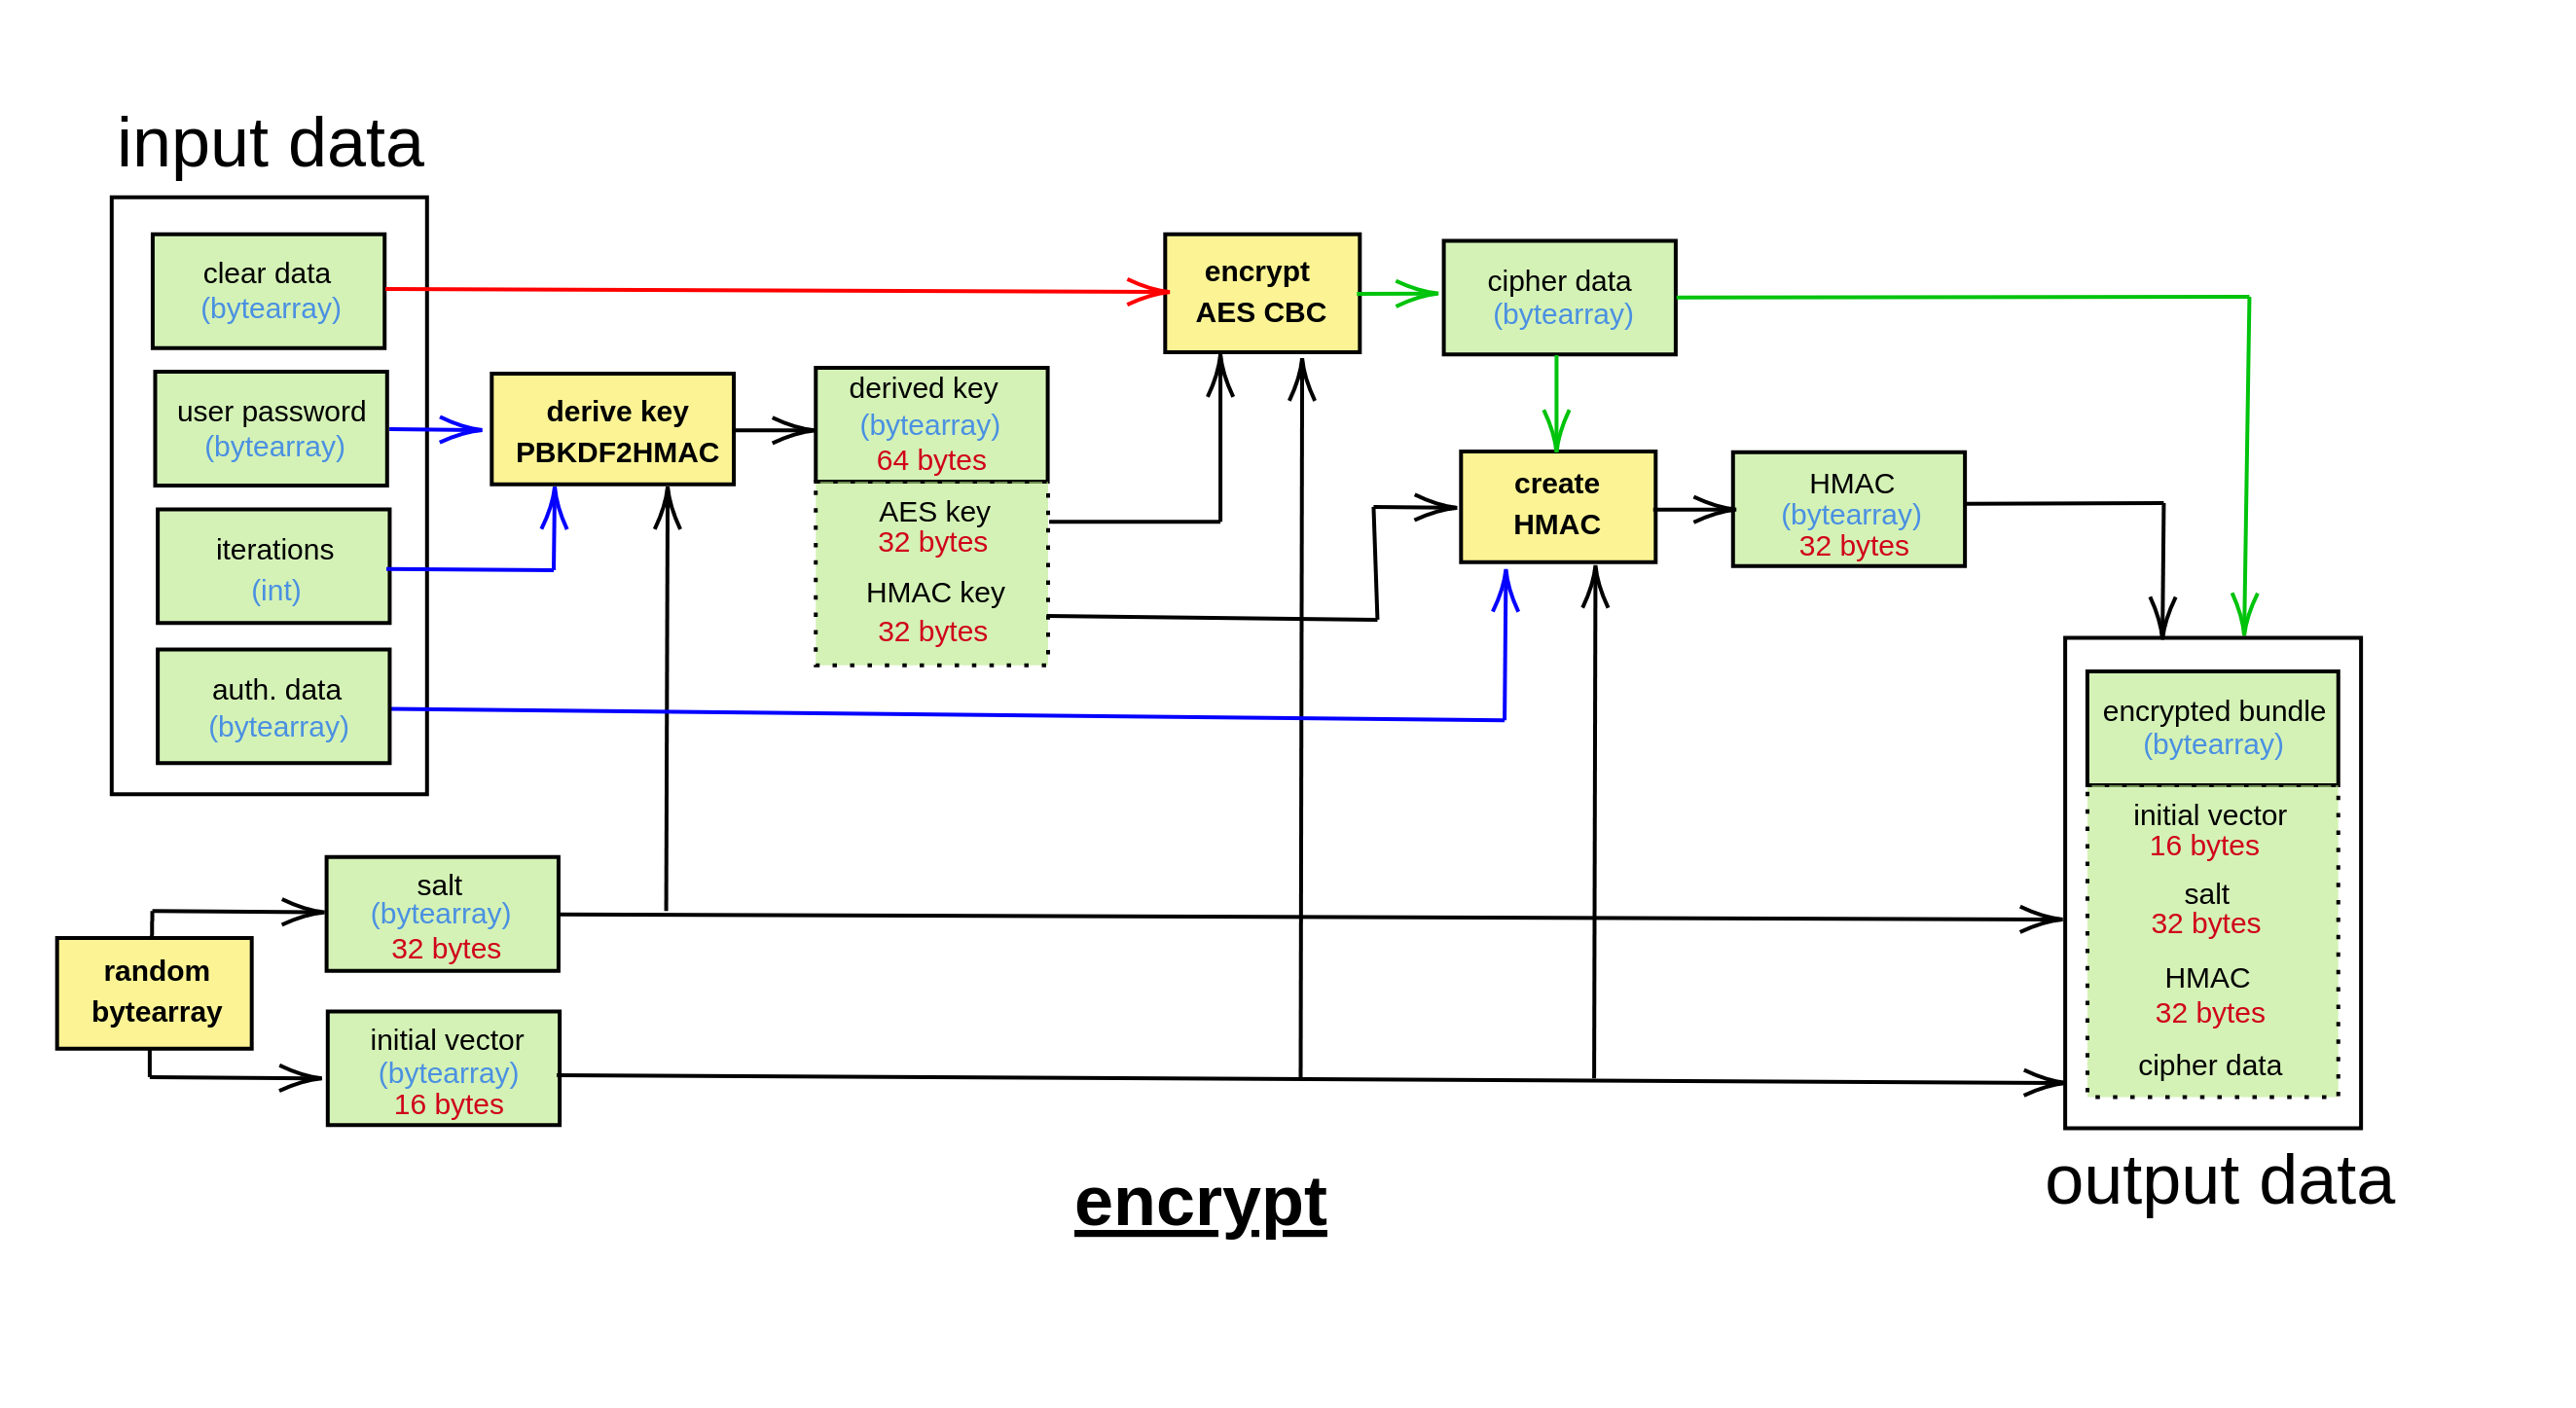 input data
clear data
(bytearray)
user password
(bytearray)
iterations
(int)
auth. data
(bytearray)
derive key
PBKDF2HMAC
derived key
(bytearray)
64 bytes
AES key
32 bytes
HMAC key
32 bytes
encrypt
AES CBC
cipher data
(bytearray)
create
HMAC
HMAC
(bytearray)
32 bytes
random
bytearray
salt
(bytearray)
32 bytes
initial vector
(bytearray)
16 bytes
encrypted bundle
(bytearray)
initial vector
16 bytes
salt
32 bytes
HMAC
32 bytes
cipher data
output data
encrypt